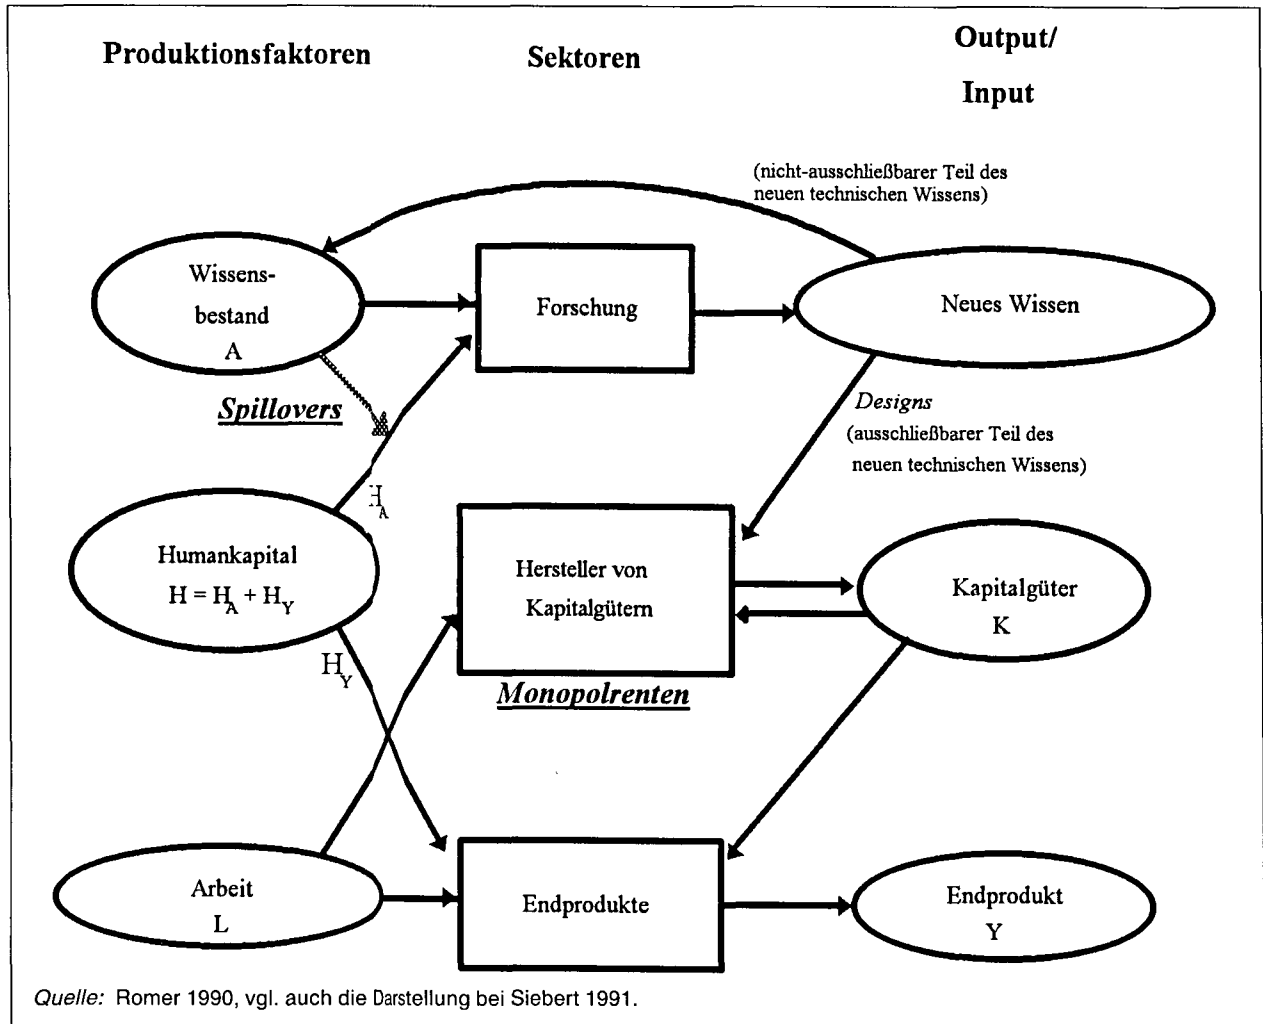 Produktionsfaktoren
Sektoren
Output/
Input
(nicht-ausschließbarer Teil des
neuen technischen Wissens)
Wissens-
bestand
A
Forschung
Neues Wissen
Spillovers
Designs
(ausschließbarer Teil des
neuen technischen Wissens)
H_A
Humankapital
H = H_A + H_Y
Hersteller von
Kapitalgütern
Kapitalgüter
K
H_Y
Monopolrenten
Arbeit
L
Endprodukte
Endprodukt
Y
Quelle: Romer 1990, vgl. auch die Darstellung bei Siebert 1991.